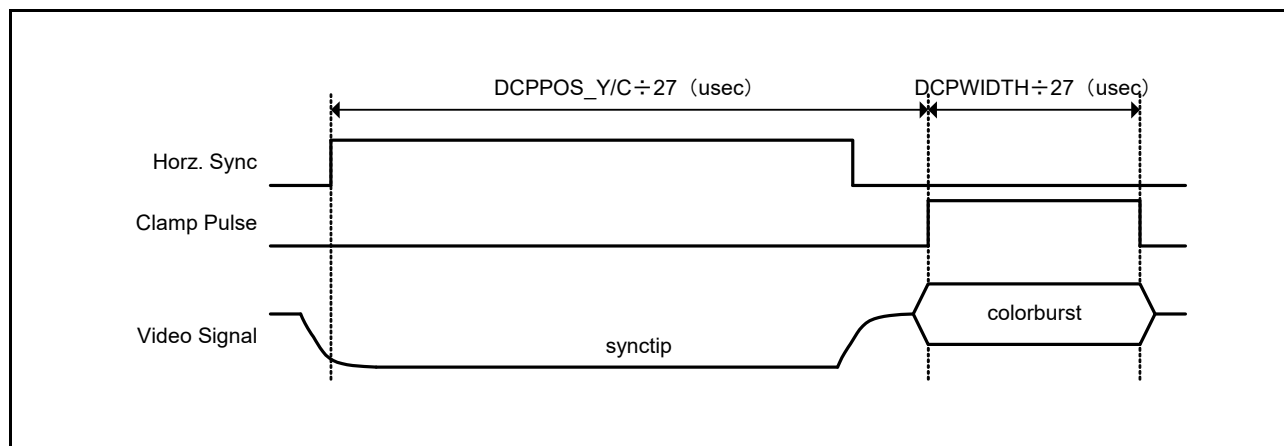 DCPPOS_Y/C÷27（usec）
DCPWIDTH÷27（usec）
Horz. Sync
Clamp Pulse
Video Signal
synctip
colorburst